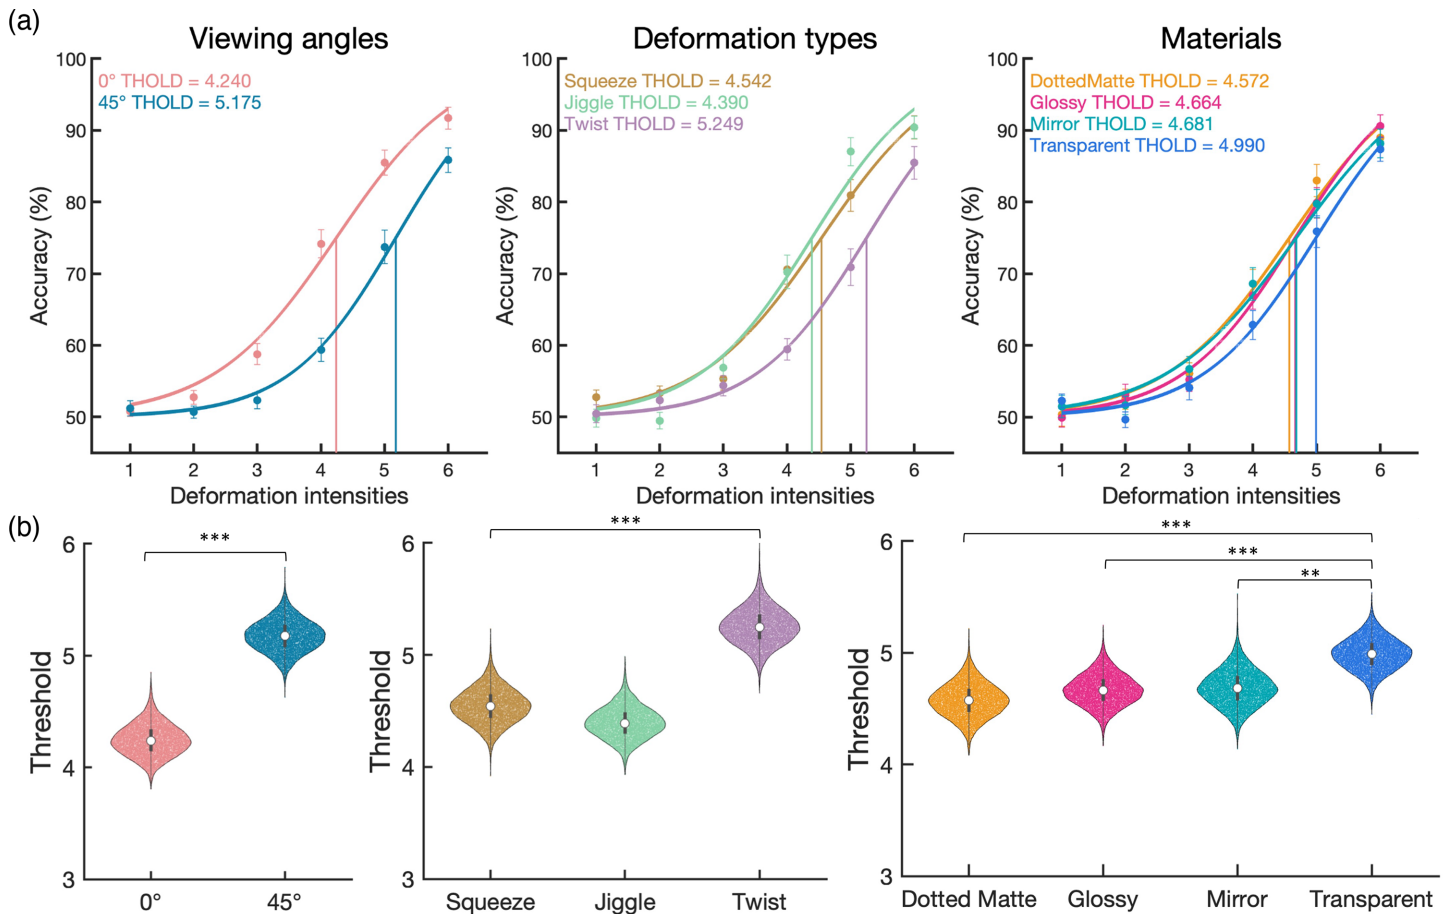 (a)
Viewing angles
Deformation types
Materials
0° THOLD = 4.240
45° THOLD = 5.175
Squeeze THOLD = 4.542
Jiggle THOLD = 4.390
Twist THOLD = 5.249
DottedMatte THOLD = 4.572
Glossy THOLD = 4.664
Mirror THOLD = 4.681
Transparent THOLD = 4.990
100
90
80
70
60
50
Accuracy (%)
1 2 3 4 5 6
Deformation intensities
100
90
80
70
60
50
Accuracy (%)
1 2 3 4 5 6
Deformation intensities
100
90
80
70
60
50
Accuracy (%)
1 2 3 4 5 6
Deformation intensities
(b)
6
5
4
3
Threshold
***
0° 45°
6
5
4
3
Threshold
***
Squeeze Jiggle Twist
6
5
4
3
Threshold
***
***
**
Dotted Matte Glossy Mirror Transparent